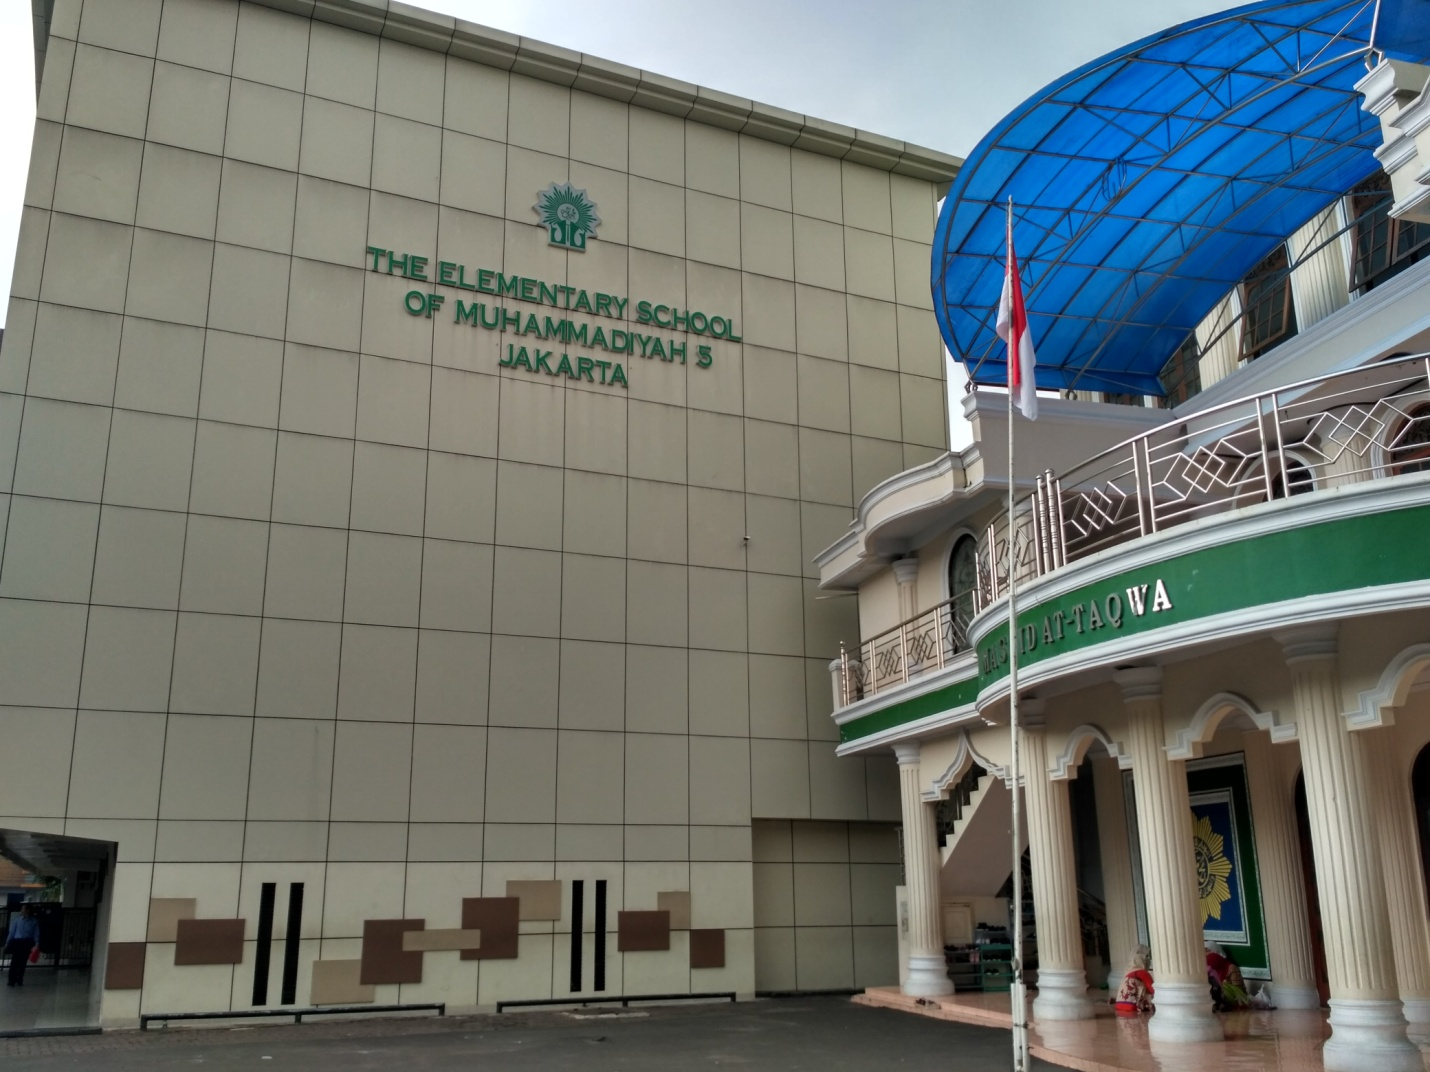 THE ELEMENTARY SCHOOL
OF MUHAMMADIYAH 5
JAKARTA
MASJID AT-TAQWA